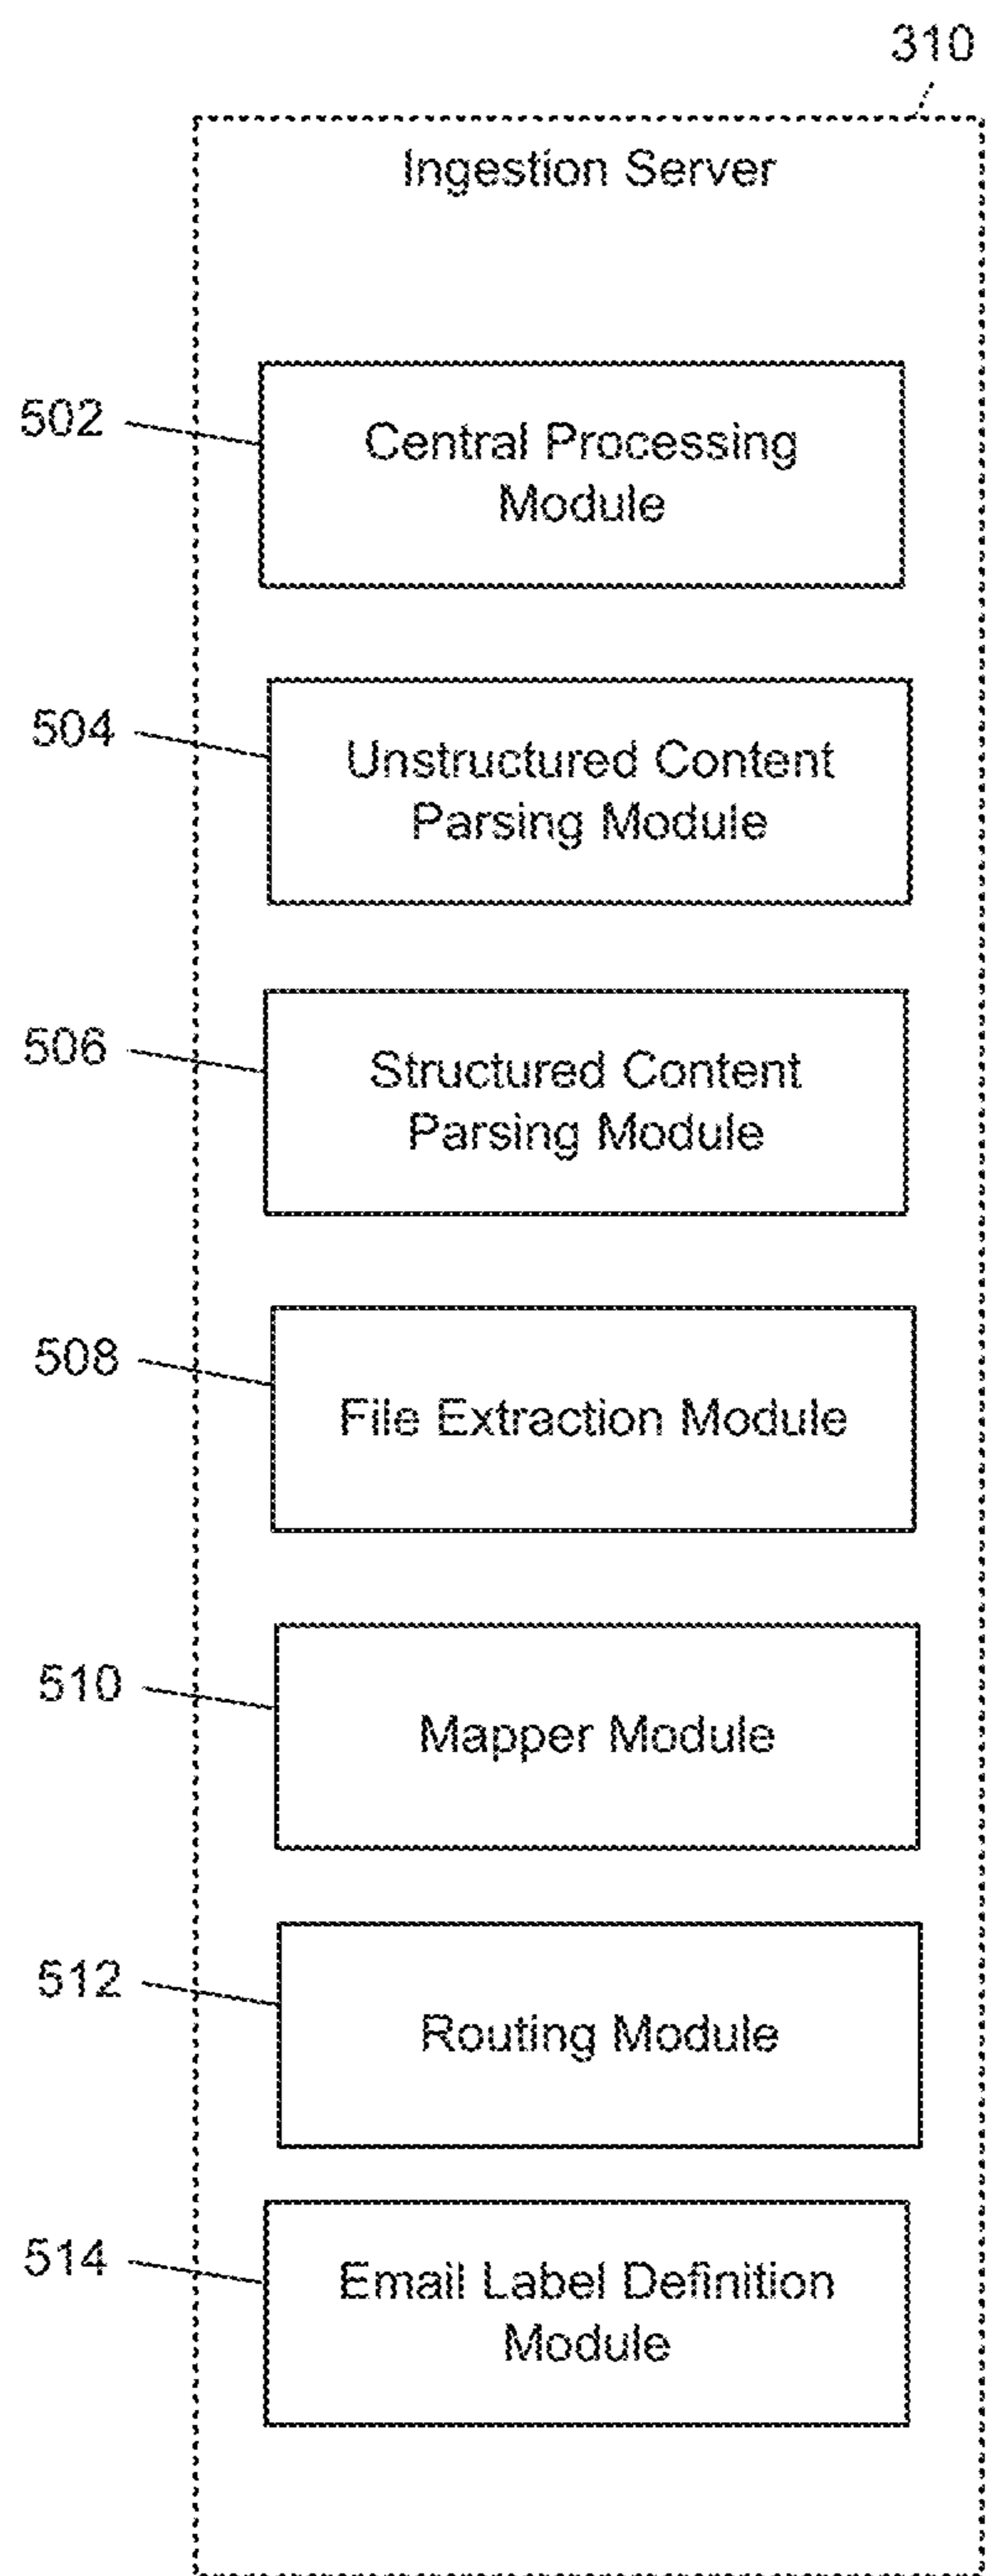 310
Ingestion Server
502
Central Processing
Module
504
Unstructured Content
Parsing Module
506
Structured Content
Parsing Module
508
File Extraction Module
510
Mapper Module
512
Routing Module
514
Email Label Definition
Module